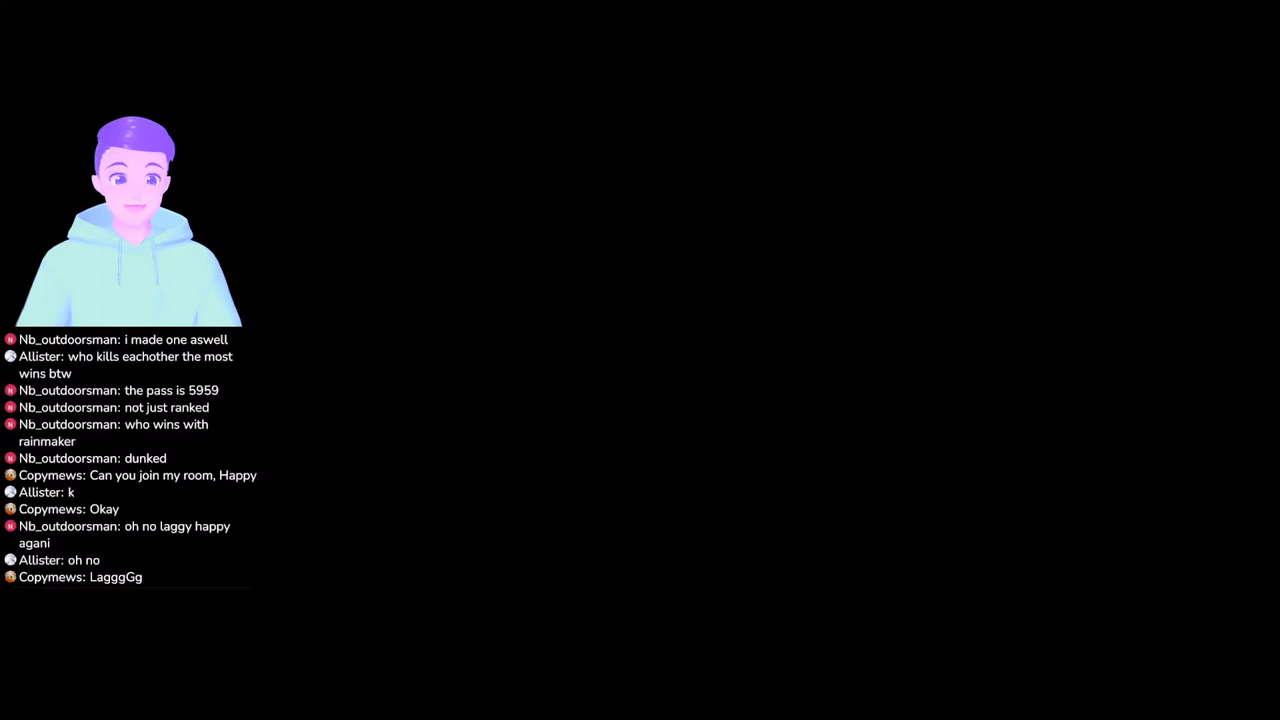 Nb_outdoorsman: i made one aswell
Allister: who kills eachother the most
wins btw
Nb_outdoorsman: the pass is 5959
Nb_outdoorsman: not just ranked
Nb_outdoorsman: who wins with
rainmaker
Nb_outdoorsman: dunked
Copymews: Can you join my room, Happy
Allister: k
Copymews: Okay
Nb_outdoorsman: oh no laggy happy
agani
Allister: oh no
Copymews: LagggGg